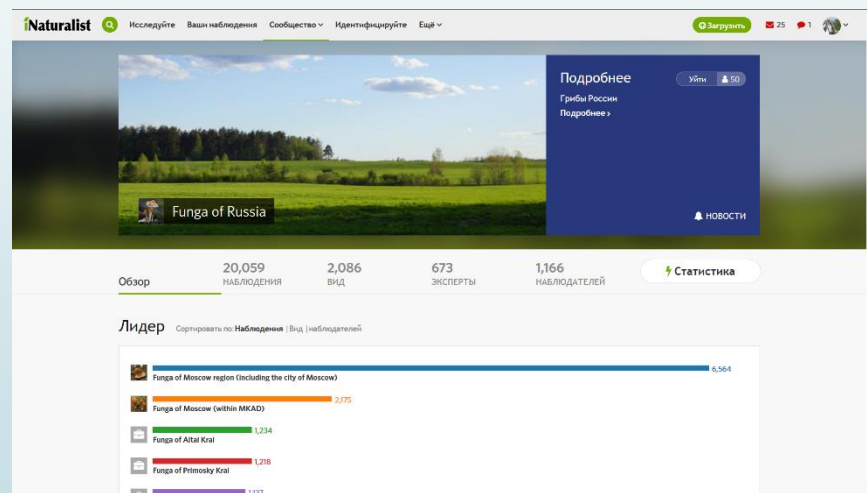 iNaturalist Исследуйте Ваши наблюдения Сообщество Идентифицируйте Ещё Загрузить 25 1
Подробнее Уйти 50
Грибы России
Подробнее ›
Funga of Russia
НОВОСТИ
Обзор
20,059 2,086 673 1,166
НАБЛЮДЕНИЯ ВИД ЭКСПЕРТЫ НАБЛЮДАТЕЛЕЙ
Статистика
Лидер Сортировать по: Наблюдения | Вид | наблюдателей
6,564
Funga of Moscow region (including the city of Moscow)
2,175
Funga of Moscow (within MKAD)
1,234
Funga of Altai Krai
1,218
Funga of Primosky Krai
1,137